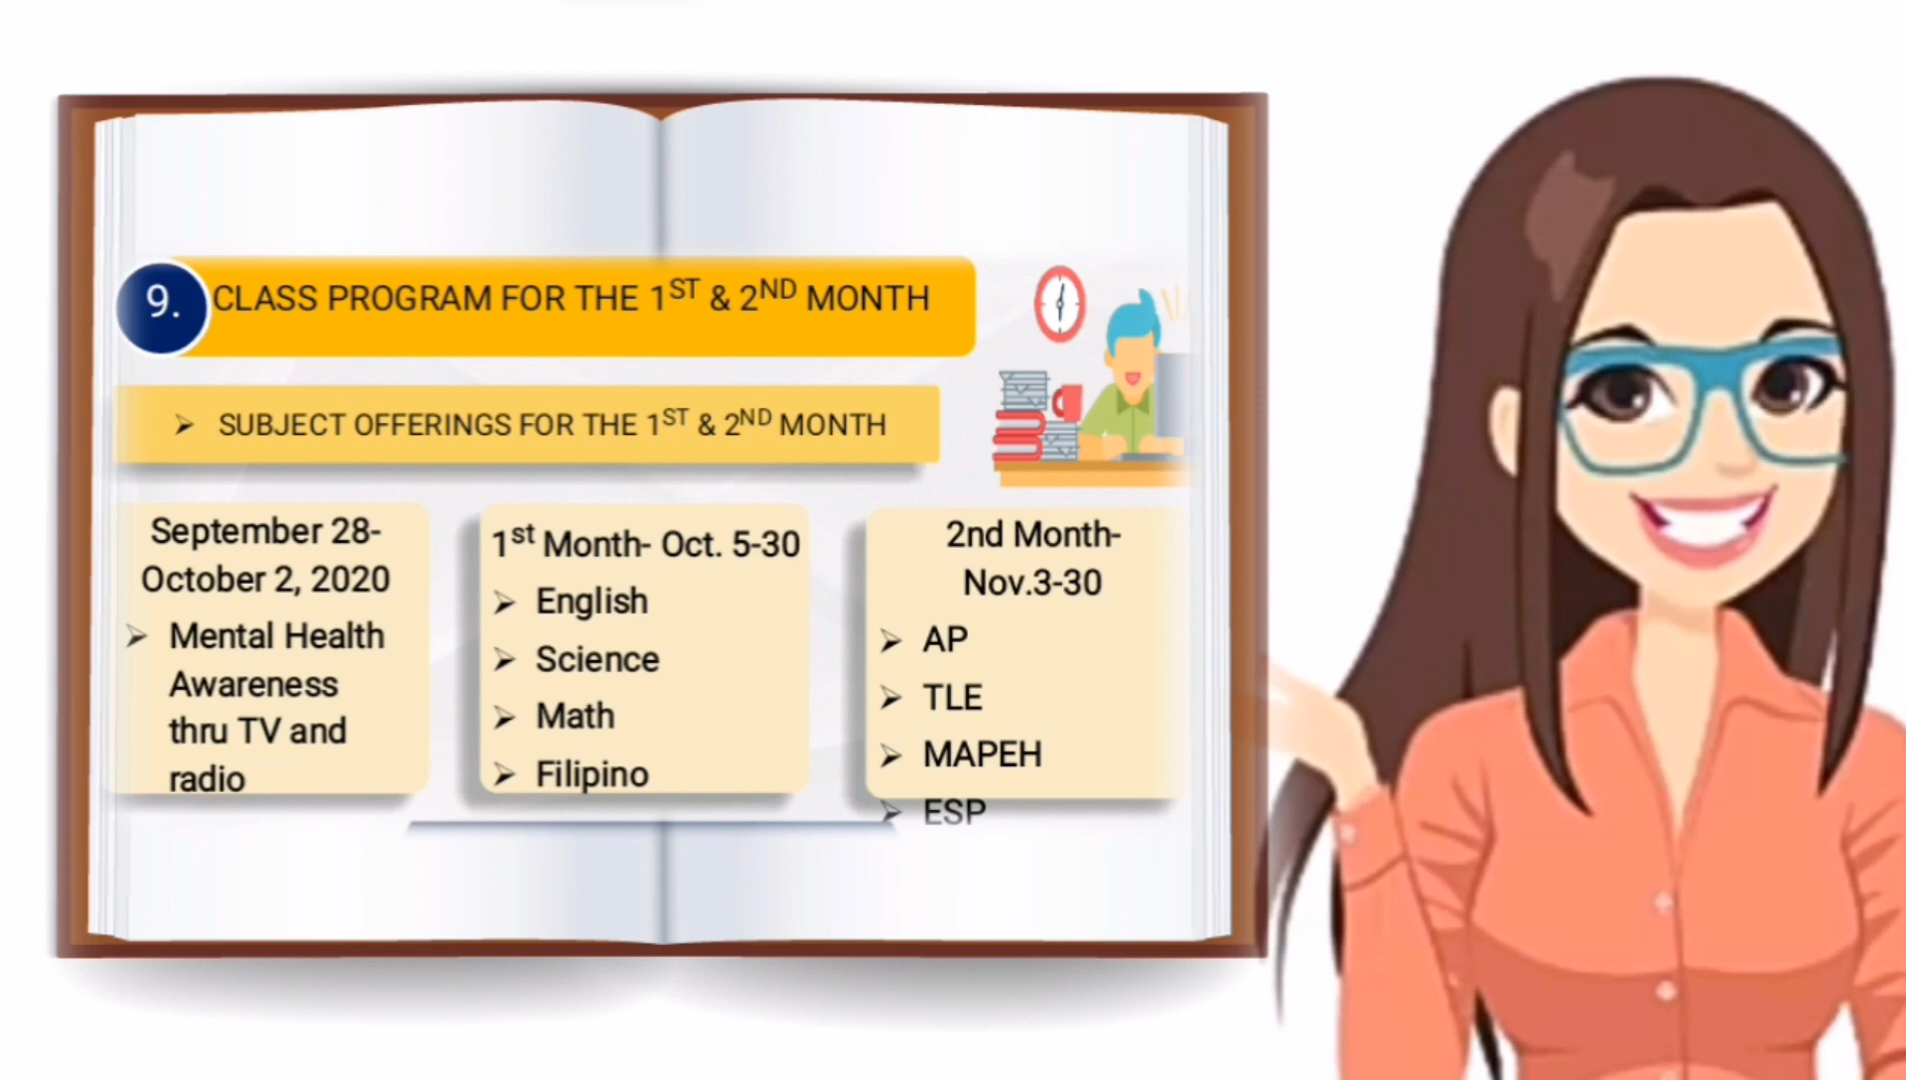 9.
CLASS PROGRAM FOR THE 1ST & 2ND MONTH
➢ SUBJECT OFFERINGS FOR THE 1ST & 2ND MONTH
September 28-
October 2, 2020
➢ Mental Health
Awareness
thru TV and
radio
1st Month- Oct. 5-30
➢ English
➢ Science
➢ Math
➢ Filipino
2nd Month-
Nov.3-30
➢ AP
➢ TLE
➢ MAPEH
➢ ESP